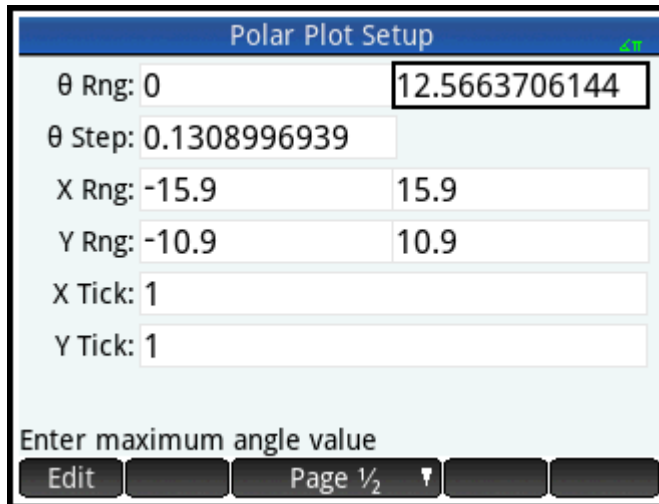 Polar Plot Setup ∡π
θ Rng: 0 12.5663706144
θ Step: 0.1308996939
X Rng: -15.9 15.9
Y Rng: -10.9 10.9
X Tick: 1
Y Tick: 1
Enter maximum angle value
Edit Page ½